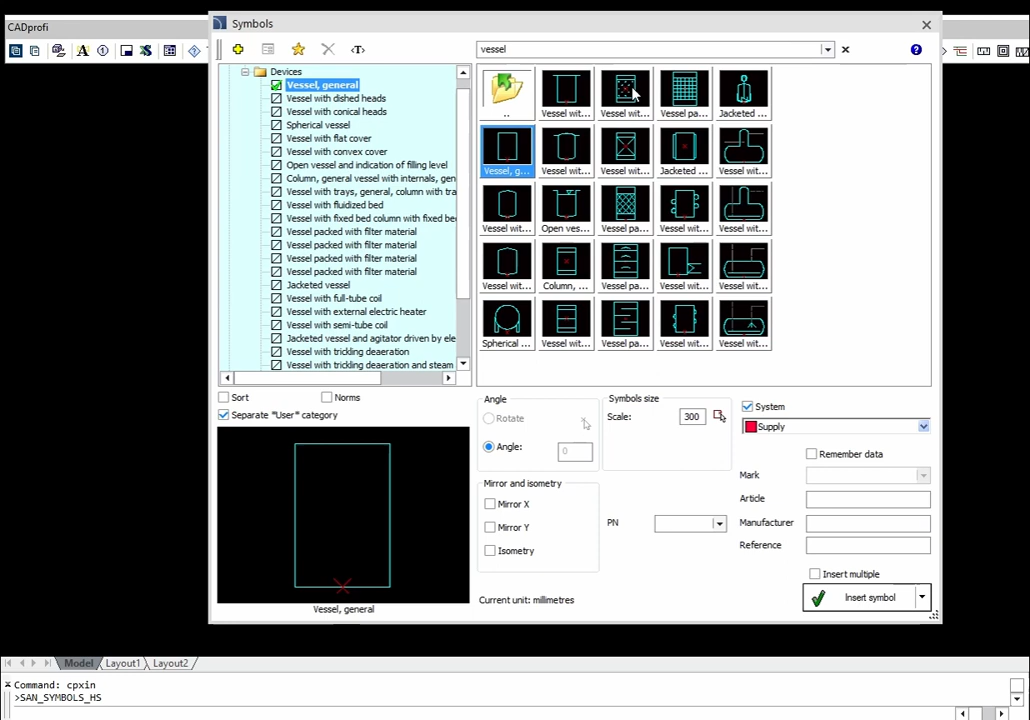 Symbols
CADprofi
vessel
Devices
Vessel, general
Vessel with dished heads
Vessel with conical heads
Spherical vessel
Vessel with flat cover
Vessel with convex cover
Open vessel and indication of filling level
Column, general vessel with internals, gen
Vessel with trays, general, column with tra
Vessel with fluidized bed
Vessel with fixed bed column with fixed be
Vessel packed with filter material
Vessel packed with filter material
Vessel packed with filter material
Vessel packed with filter material
Jacketed vessel
Vessel with full-tube coil
Vessel with external electric heater
Vessel with semi-tube coil
Jacketed vessel and agitator driven by ele
Vessel with trickling deaeration
Vessel with trickling deaeration and steam
.. Vessel wit... Vessel wit... Vessel pa... Jacketed ...
Vessel, g... Vessel wit... Vessel wit... Jacketed ... Vessel wit...
Vessel wit... Open ves... Vessel pa... Vessel wit... Vessel wit...
Vessel wit... Column, ... Vessel pa... Vessel wit... Vessel wit...
Spherical ... Vessel wit... Vessel pa... Vessel wit... Vessel wit...
Sort Norms
Separate "User" category
Vessel, general
Angle
Rotate
Angle: 0
Mirror and isometry
Mirror X
Mirror Y
Isometry
Symbols size
Scale: 300
PN
System
Supply
Remember data
Mark
Article
Manufacturer
Reference
Insert multiple
Insert symbol
Current unit: millimetres
Model Layout1 Layout2
Command: cpxin
>SAN_SYMBOLS_HS